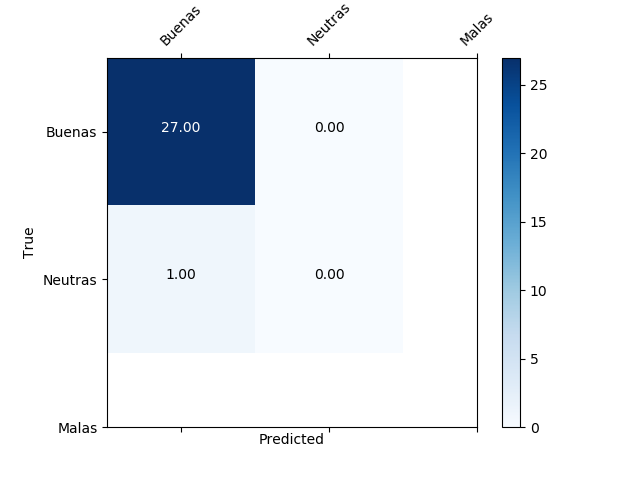 Buenas Neutras Malas
Buenas 27.00 0.00
Neutras 1.00 0.00
Malas
True
Predicted
25
20
15
10
5
0